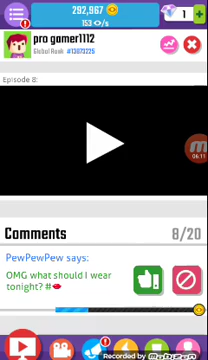 292,967
153 /s
1
pro gamer1112
Global Rank #13073225
Episode 8:
06:11
Comments 8/20
PewPewPew says:
OMG what should I wear
tonight? #
Recorded by Mobizen